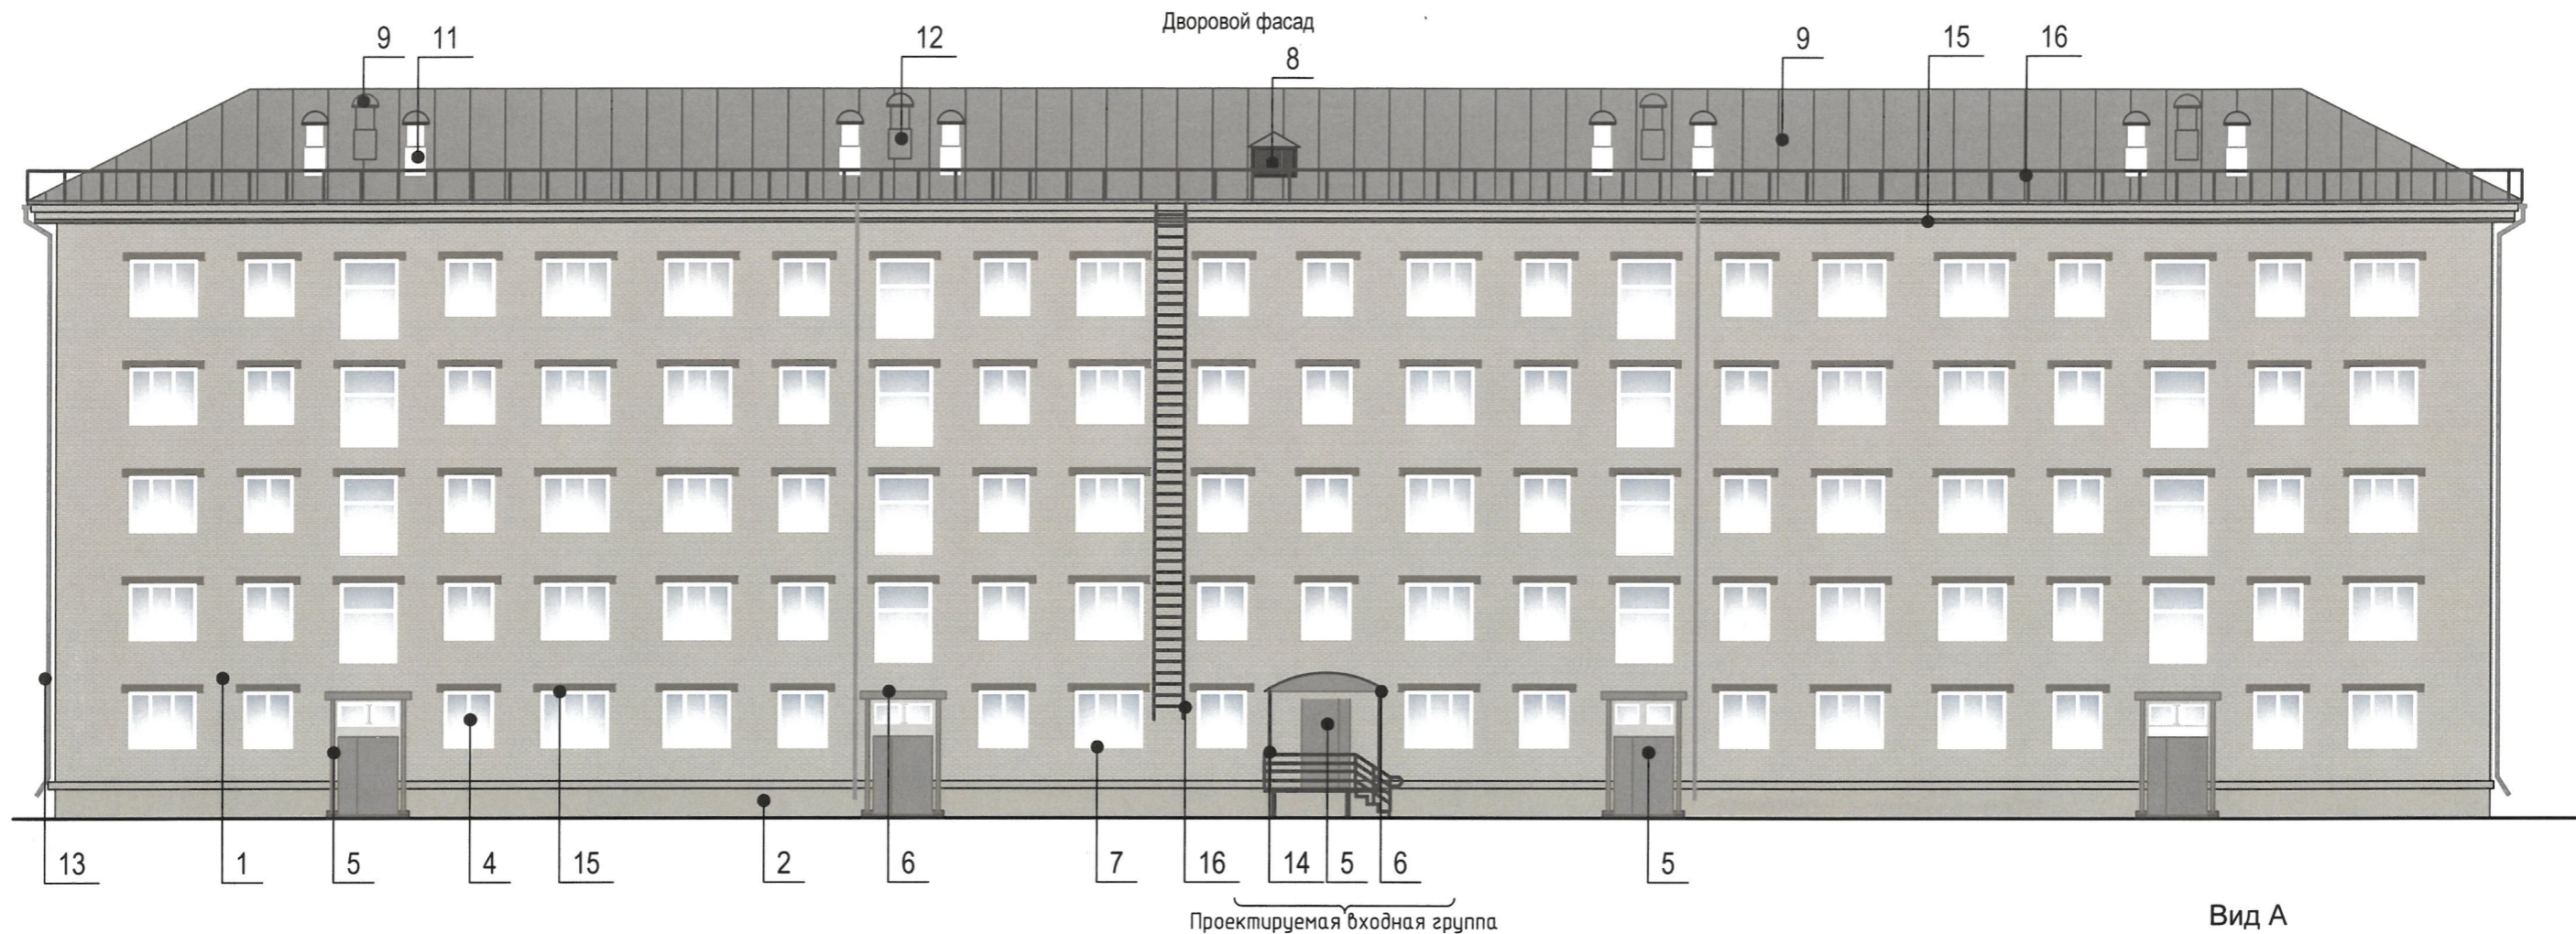 Дворовой фасад
9 11 12 8 9 15 16
13 1 5 4 15 2 6 7 16 14 5 6 5
Проектируемая входная группа
Вид А